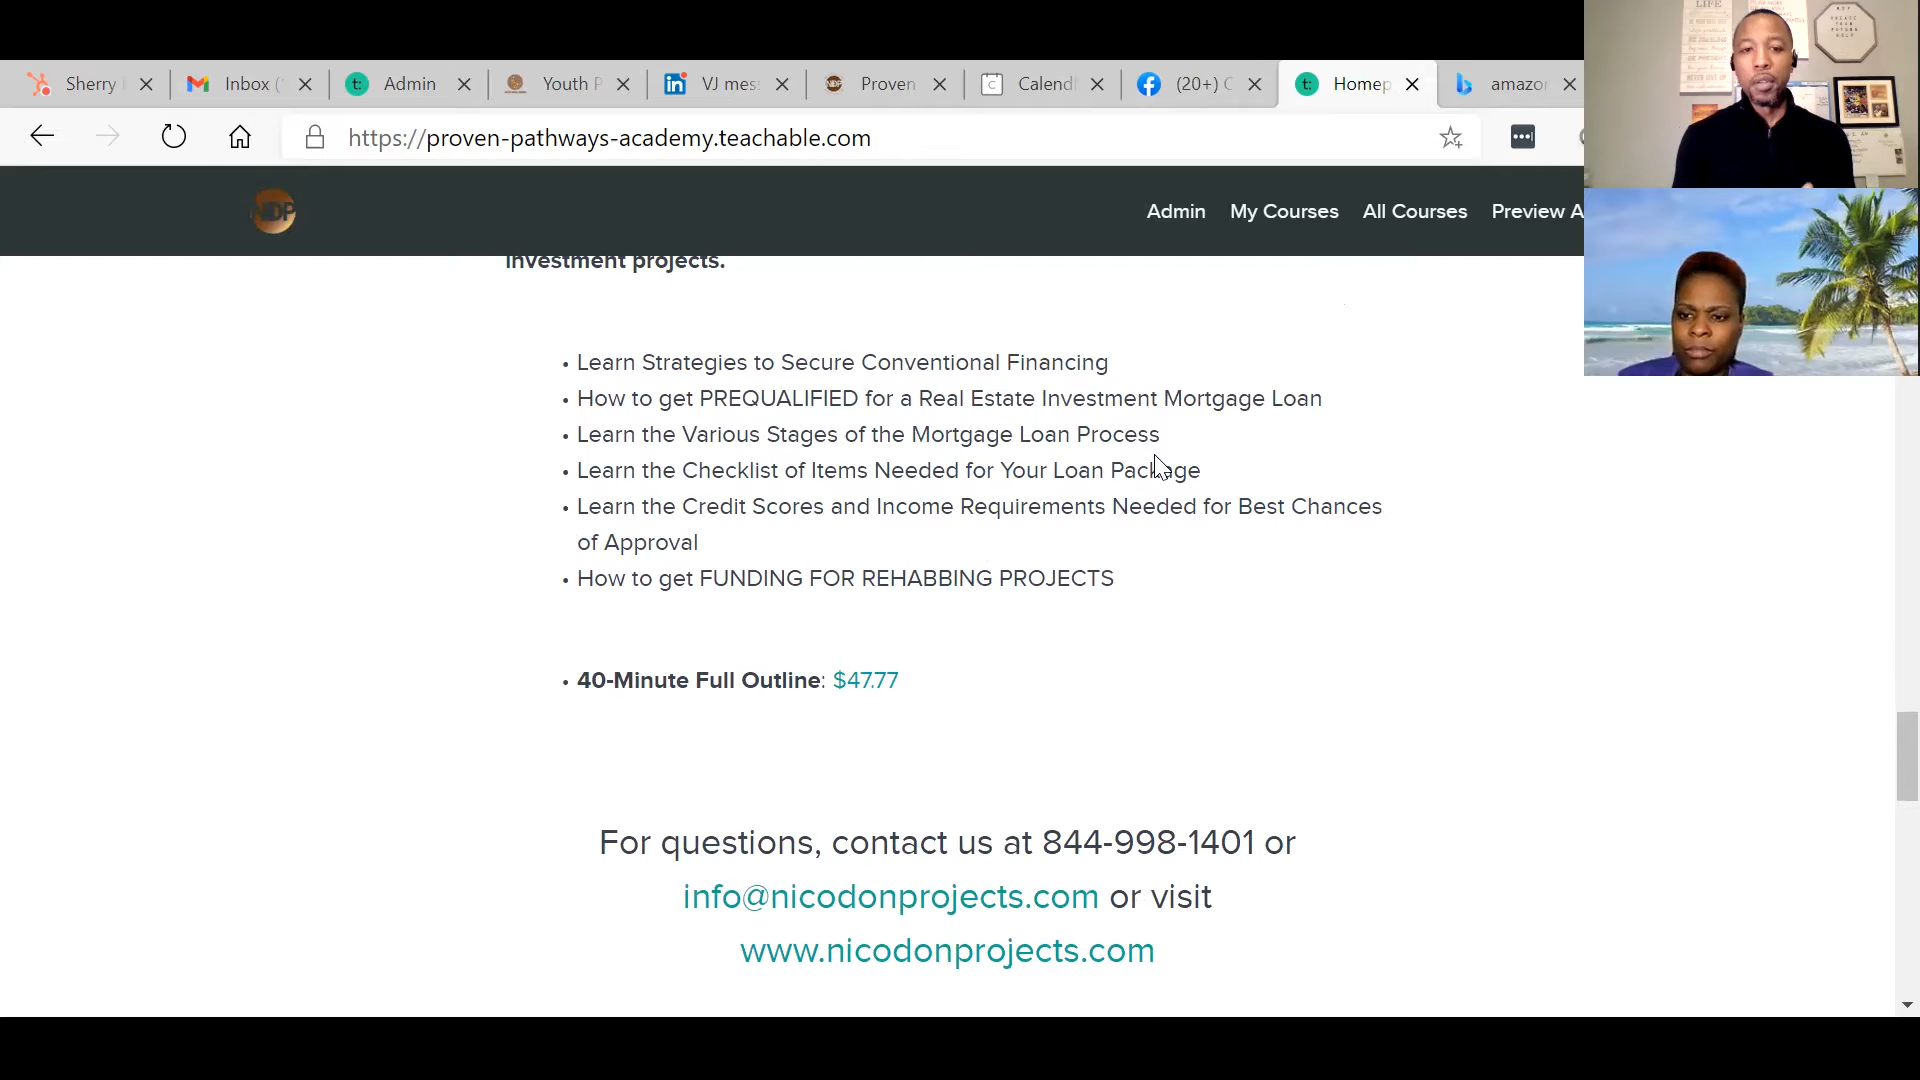 LIFE
Sherry
Inbox (
Admin
Youth P
VJ mes
Proven
Calend
(20+) C
Homep
amazo
https://proven-pathways-academy.teachable.com
NDP
Admin
My Courses
All Courses
Preview A
investment projects.
• Learn Strategies to Secure Conventional Financing
• How to get PREQUALIFIED for a Real Estate Investment Mortgage Loan
• Learn the Various Stages of the Mortgage Loan Process
• Learn the Checklist of Items Needed for Your Loan Package
• Learn the Credit Scores and Income Requirements Needed for Best Chances
of Approval
• How to get FUNDING FOR REHABBING PROJECTS
• 40-Minute Full Outline: $47.77
For questions, contact us at 844-998-1401 or
info@nicodonprojects.com or visit
www.nicodonprojects.com